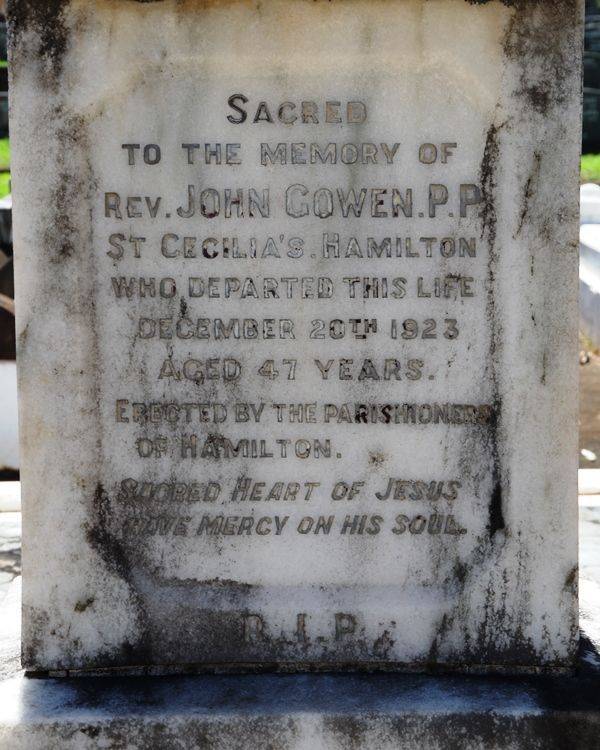 SACRED
TO THE MEMORY OF
REV. JOHN GOWEN. P.P
ST CECILIA'S. HAMILTON
WHO DEPARTED THIS LIFE
DECEMBER 20TH 1923
AGED 47 YEARS.
ERECTED BY THE PARISHIONERS
OF HAMILTON.
SACRED HEART OF JESUS
HAVE MERCY ON HIS SOUL.
R.I.P.